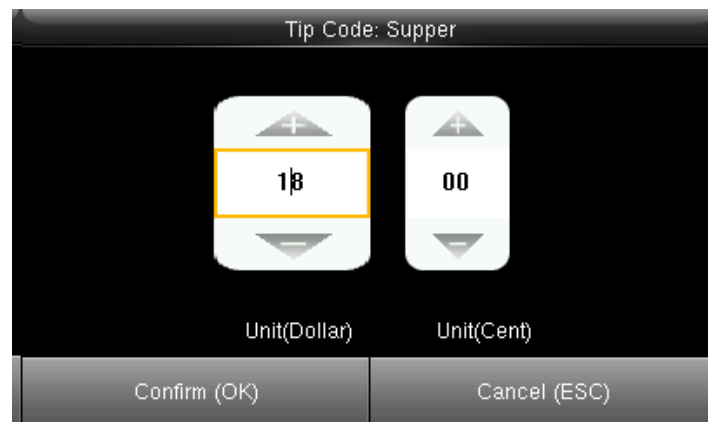 Tip Code: Supper
18 00
Unit(Dollar) Unit(Cent)
Confirm (OK) Cancel (ESC)